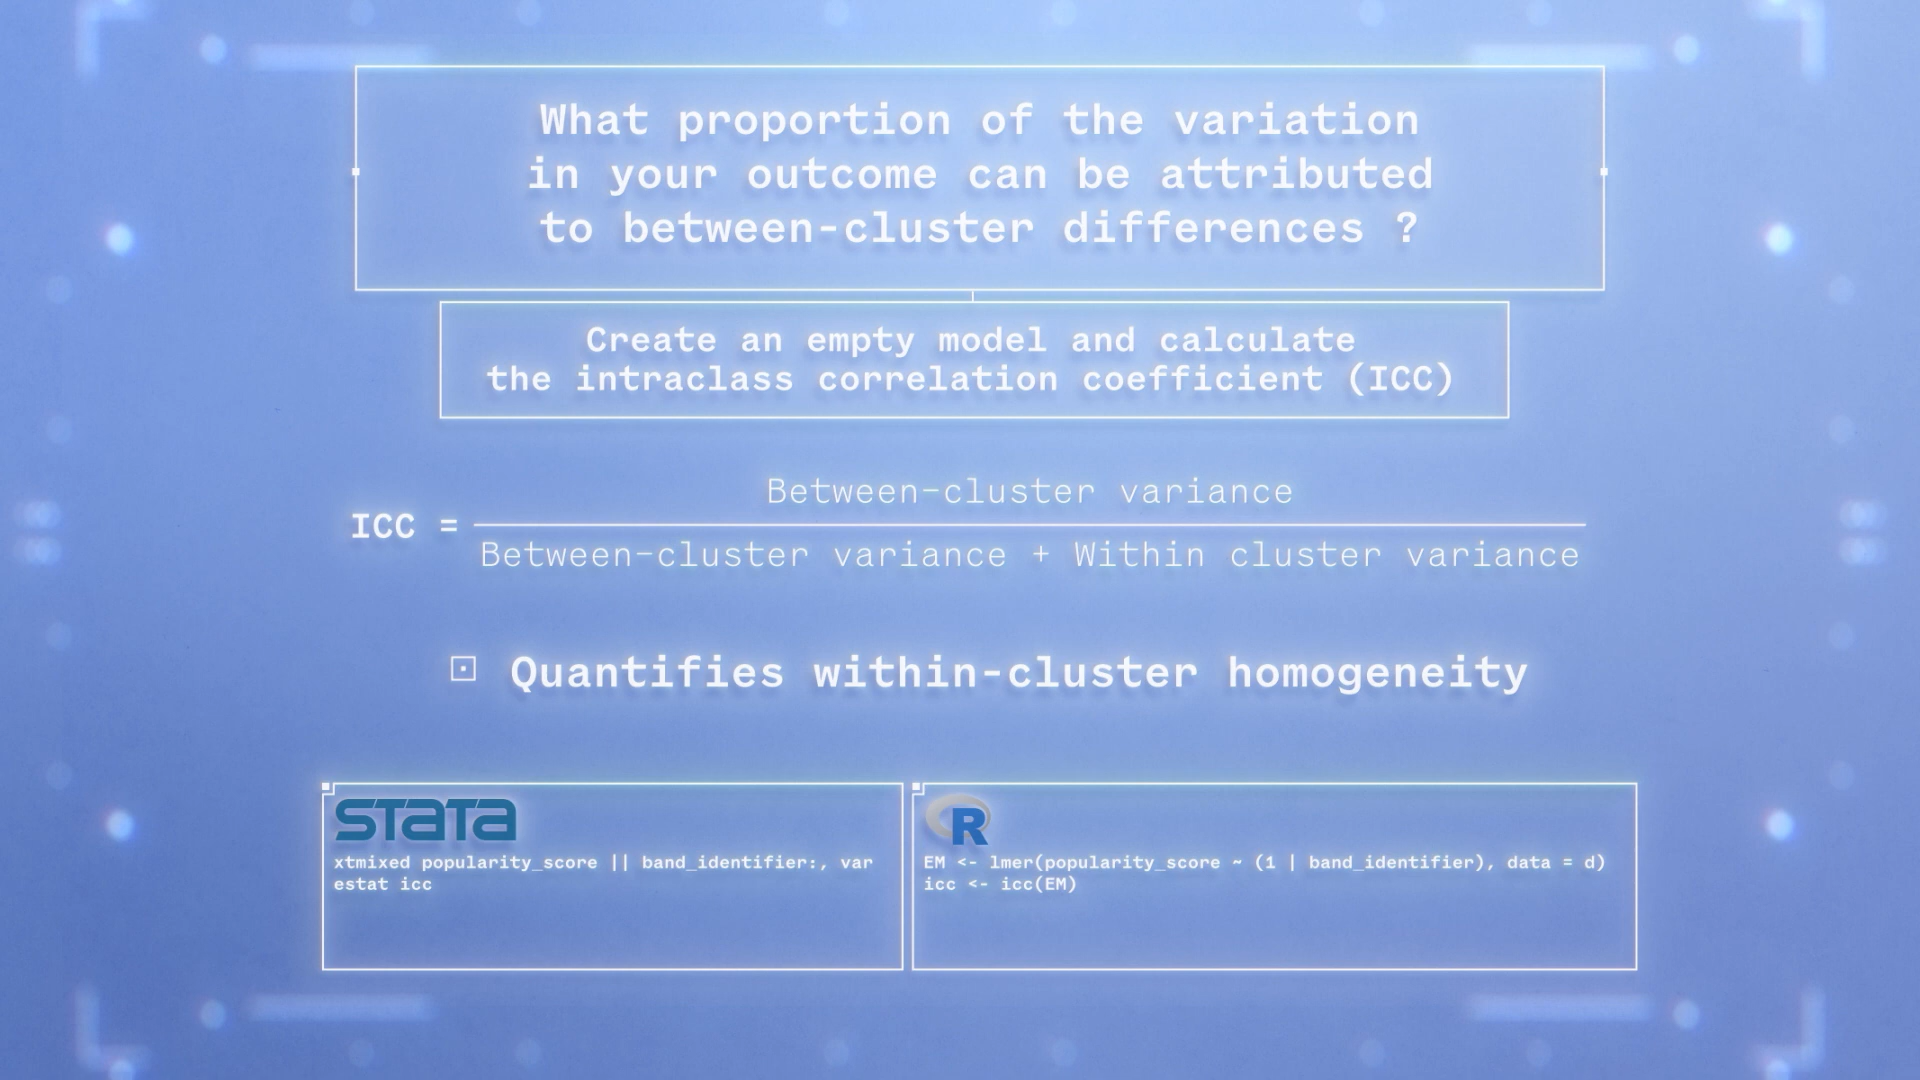 What proportion of the variation
in your outcome can be attributed
to between-cluster differences ?
Create an empty model and calculate
the intraclass correlation coefficient (ICC)
Between-cluster variance
ICC =
Between-cluster variance + Within cluster variance
Quantifies within-cluster homogeneity
STATA
xtmixed popularity_score || band_identifier:, var
estat icc
R
EM <- lmer(popularity_score ~ (1 | band_identifier), data = d)
icc <- icc(EM)